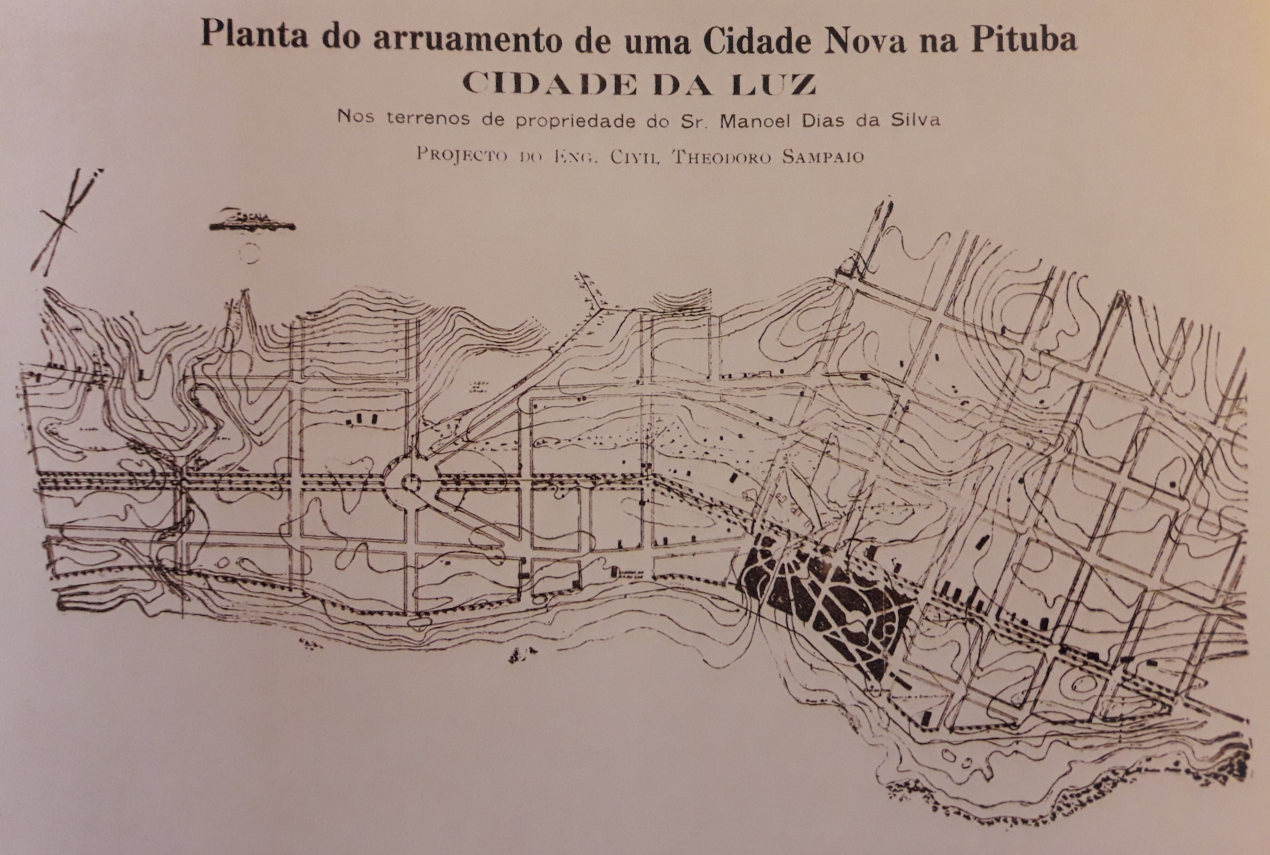 Planta do arruamento de uma Cidade Nova na Pituba
CIDADE DA LUZ
Nos terrenos de propriedade do Sr. Manoel Dias da Silva
PROJECTO DO ENG. CIVIL THEODORO SAMPAIO
ESCALA